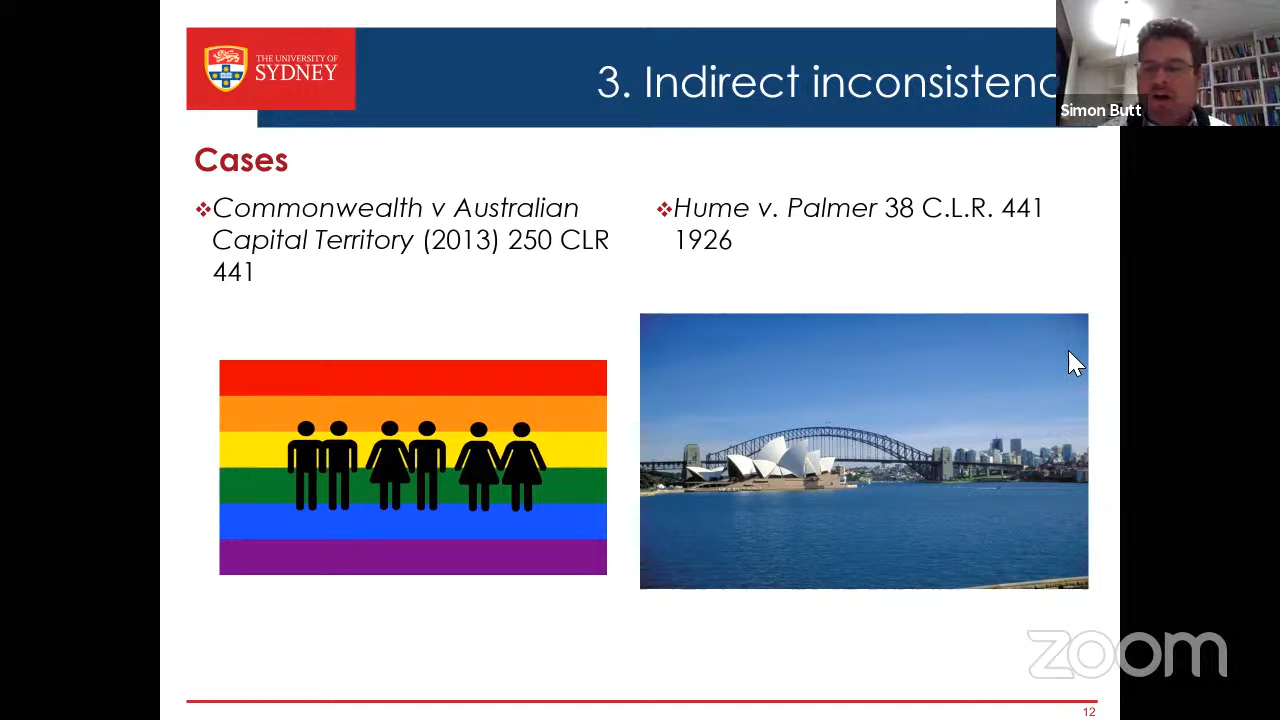 THE UNIVERSITY OF
SYDNEY
3. Indirect inconsistenc
Simon Butt
Cases
❖Commonwealth v Australian
Capital Territory (2013) 250 CLR
441
❖Hume v. Palmer 38 C.L.R. 441
1926
zoom
12